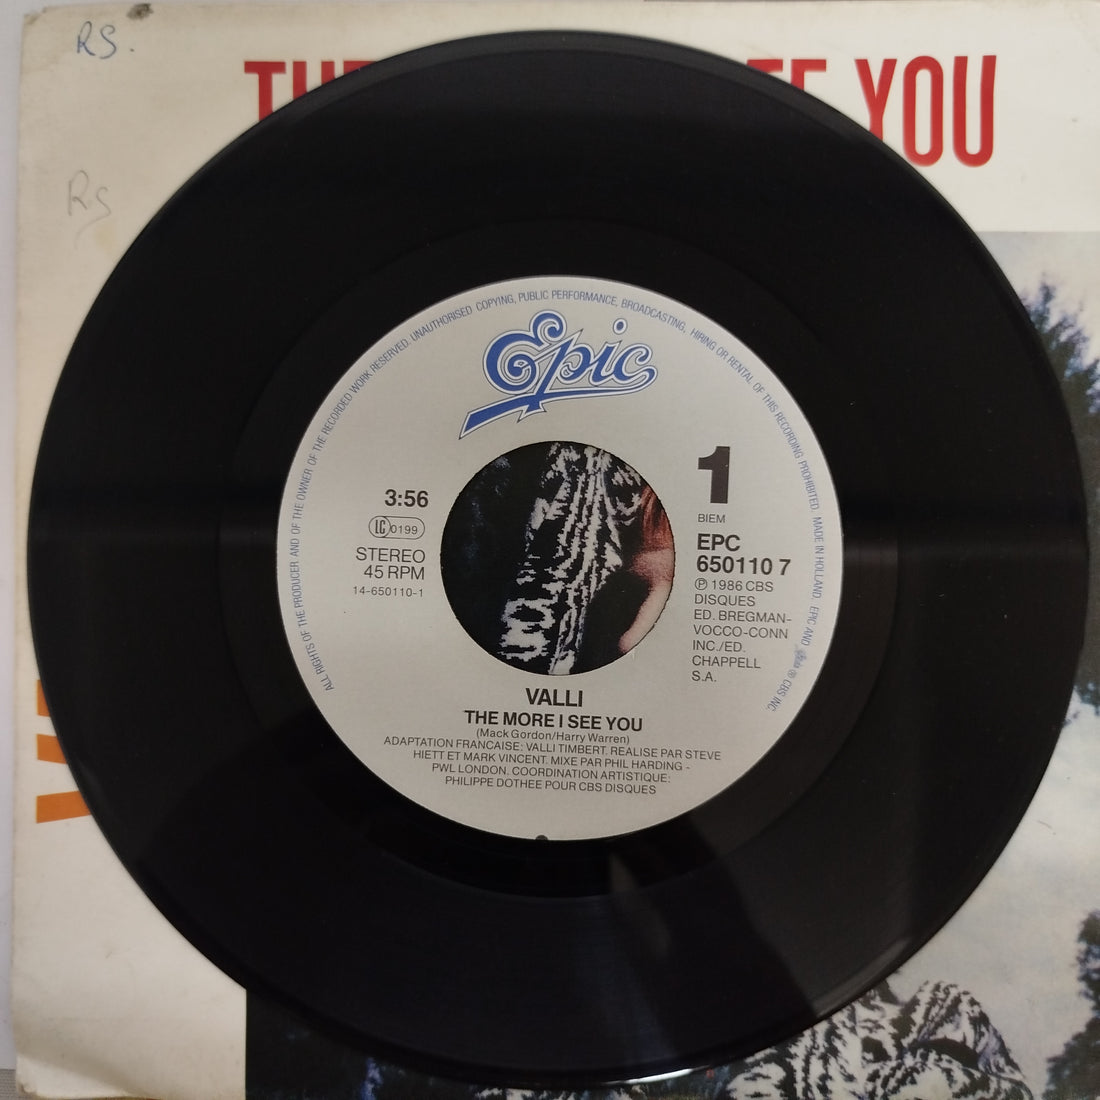 RS.
YOU
RS
ALL RIGHTS OF THE PRODUCER AND OF THE OWNER OF THE RECORDED WORK RESERVED. UNAUTHORISED COPYING, PUBLIC PERFORMANCE, BROADCASTING, HIRING OR RENTAL OF THIS RECORDING PROHIBITED. MADE IN HOLLAND. EPIC AND ® CBS INC.
Epic
1
BIEM
3:56
LC 0199
STEREO
45 RPM
14-650110-1
EPC
650110 7
℗ 1986 CBS
DISQUES
ED. BREGMAN-
VOCCO-CONN
INC./ED.
CHAPPELL
S.A.
VALLI
THE MORE I SEE YOU
(Mack Gordon/Harry Warren)
ADAPTATION FRANCAISE: VALLI TIMBERT. REALISE PAR STEVE
HIETT ET MARK VINCENT. MIXE PAR PHIL HARDING -
PWL LONDON. COORDINATION ARTISTIQUE:
PHILIPPE DOTHEE POUR CBS DISQUES